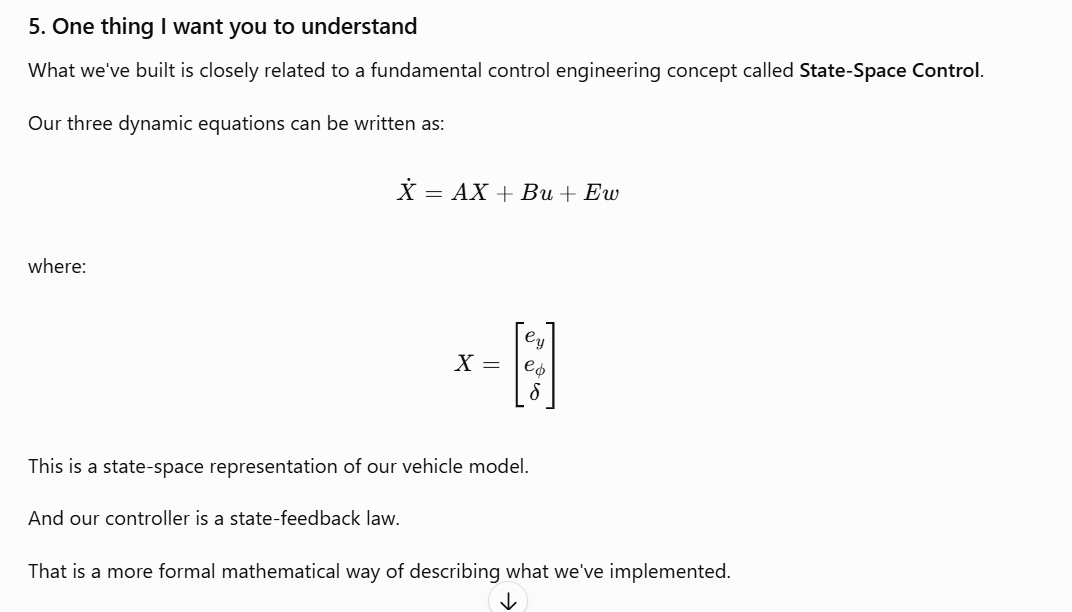 5. One thing I want you to understand
What we've built is closely related to a fundamental control engineering concept called State-Space Control.
Our three dynamic equations can be written as:
Ẋ = AX + Bu + Ew
where:
X = [e_y e_ϕ δ]
This is a state-space representation of our vehicle model.
And our controller is a state-feedback law.
That is a more formal mathematical way of describing what we've implemented.